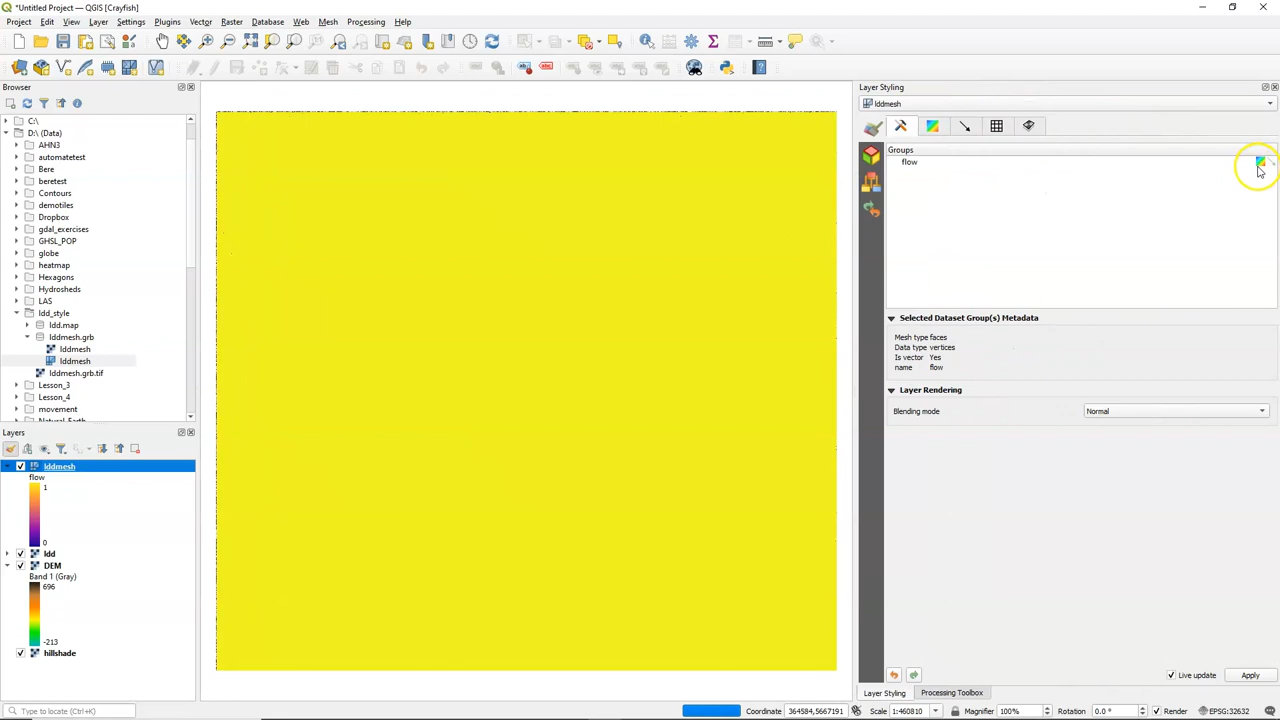 *Untitled Project — QGIS [Crayfish]
Project Edit View Layer Settings Plugins Vector Raster Database Web Mesh Processing Help
Browser
C:\
D:\ (Data)
AHN3
automatetest
Bere
beretest
Contours
demotiles
Dropbox
gdal_exercises
GHSL_POP
globe
heatmap
Hexagons
Hydrosheds
LAS
ldd_style
ldd.map
lddmesh.grb
lddmesh
lddmesh
lddmesh.grb.tif
Lesson_3
Lesson_4
movement
Natural_Earth
Layers
lddmesh
flow
1
0
ldd
DEM
Band 1 (Gray)
696
-213
hillshade
Layer Styling
lddmesh
Groups
flow
Selected Dataset Group(s) Metadata
Mesh type faces
Data type vertices
Is vector Yes
name flow
Layer Rendering
Blending mode Normal
Live update Apply
Layer Styling Processing Toolbox
Type to locate (Ctrl+K) Coordinate 364584,5667191 Scale 1:460810 Magnifier 100% Rotation 0.0 ° Render EPSG:32632